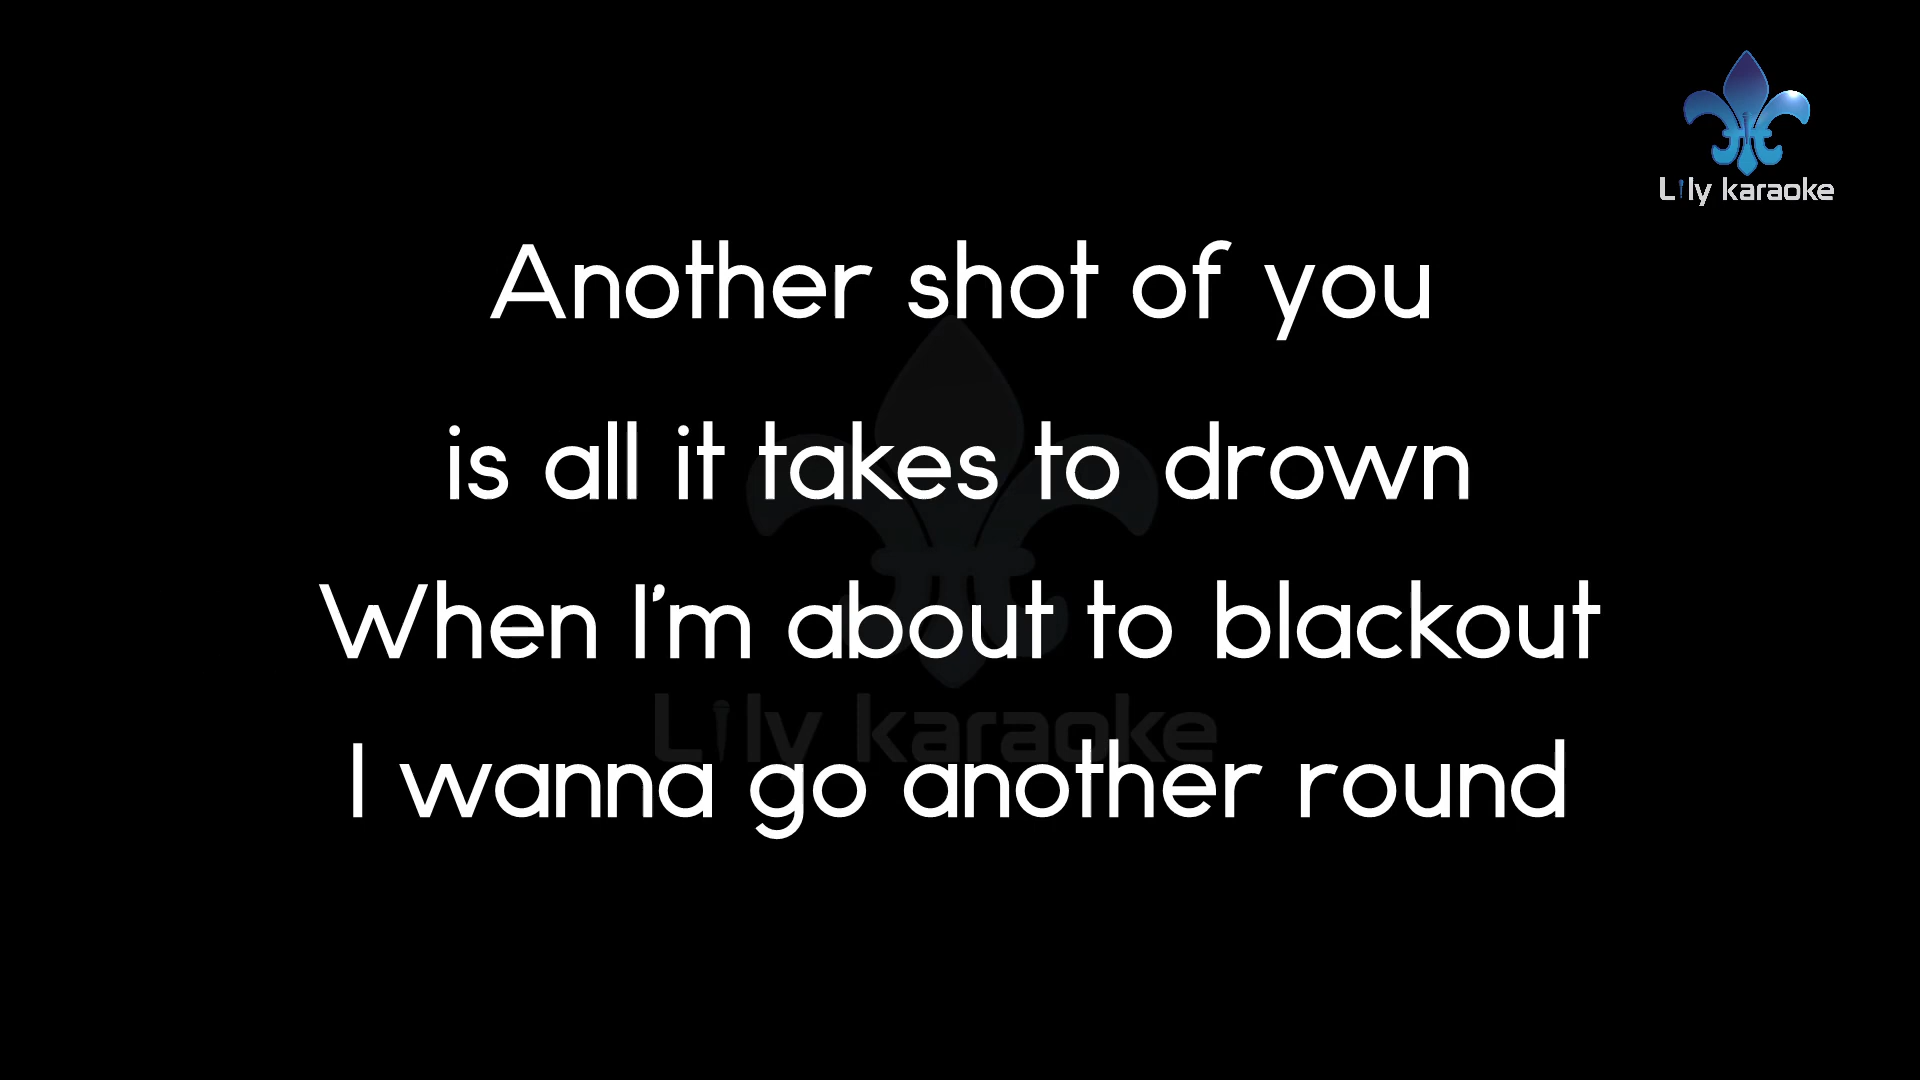 Lily karaoke
Another shot of you
is all it takes to drown
When I'm about to blackout
Lily karaoke
I wanna go another round